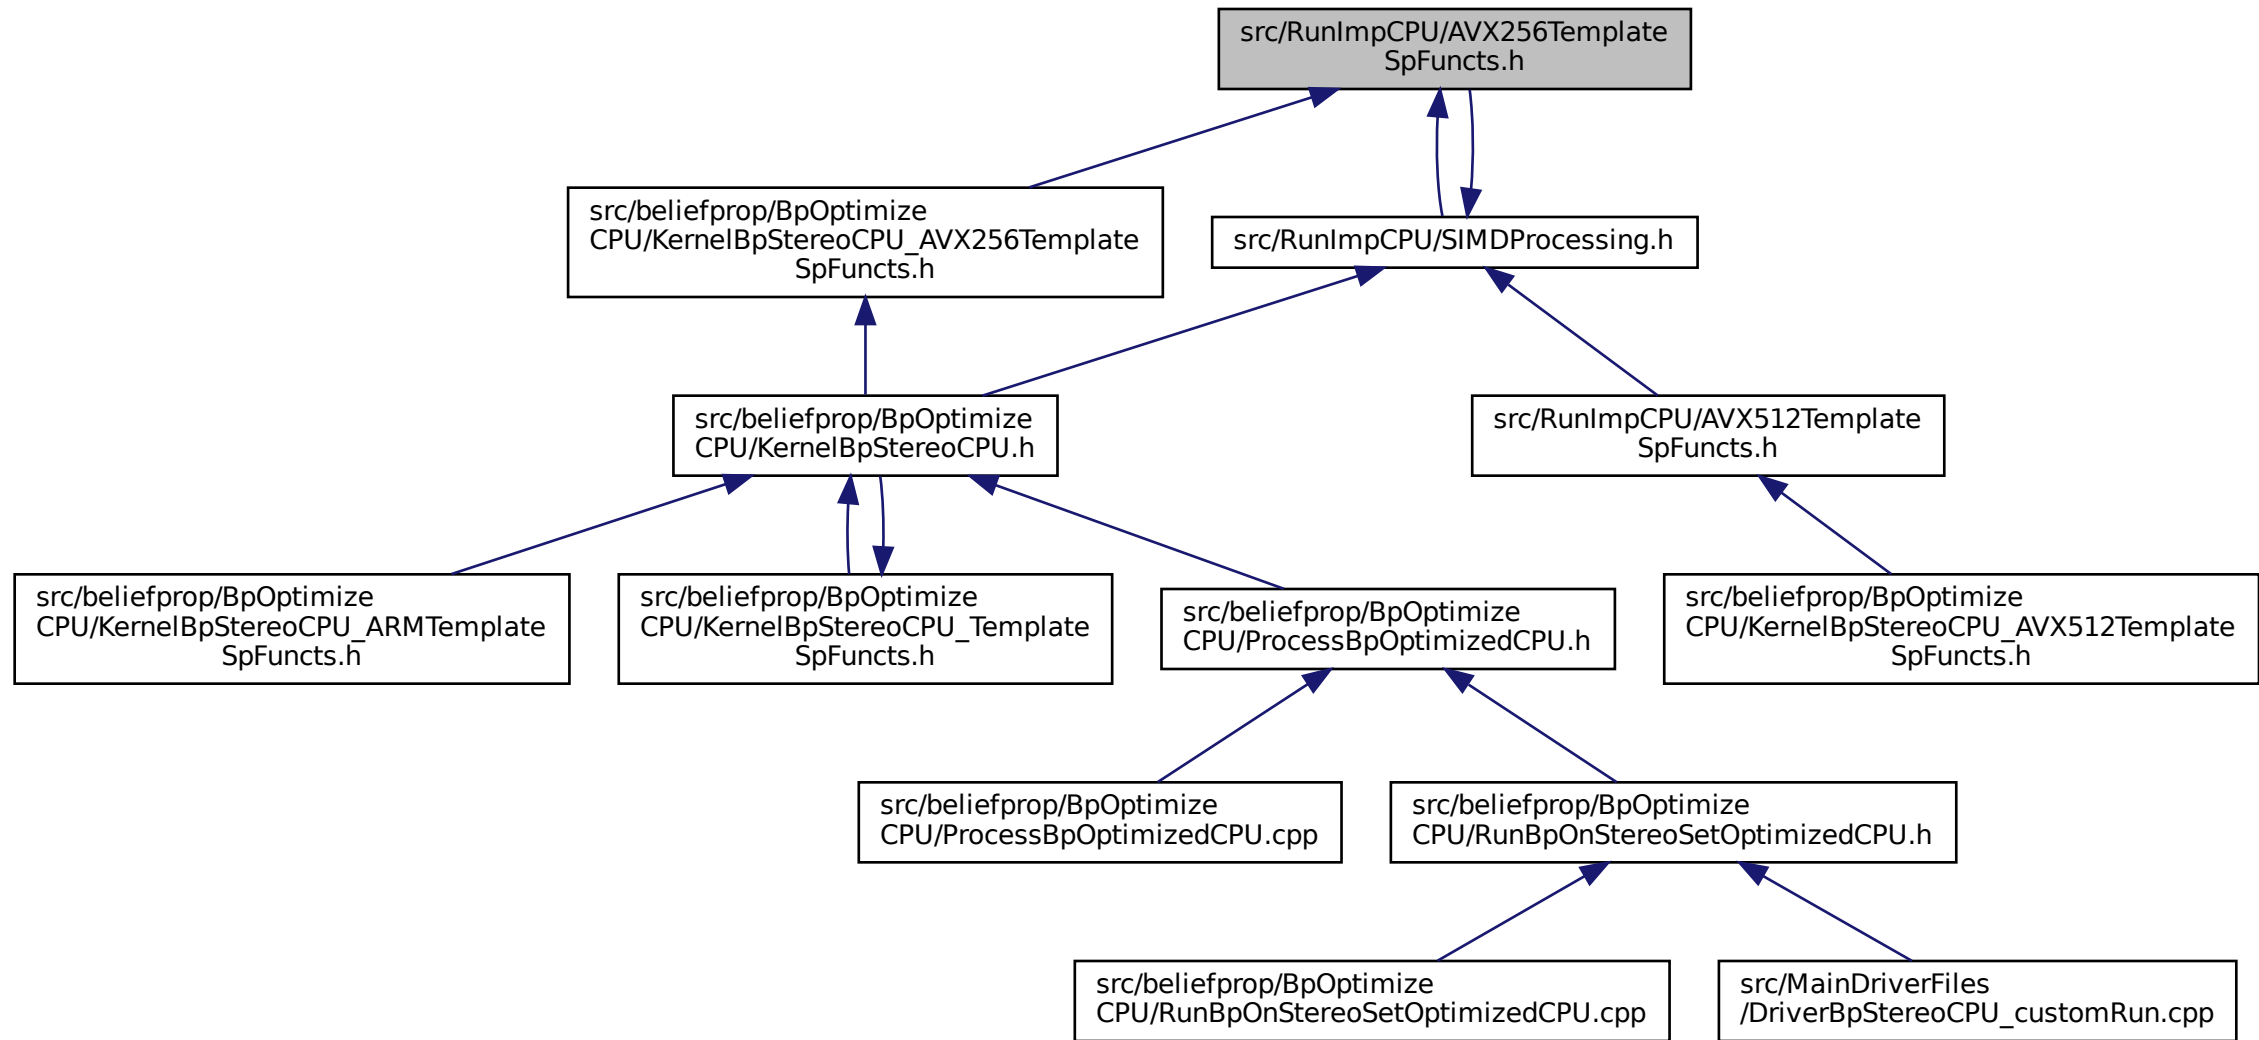 src/RunImpCPU/AVX256Template
SpFuncts.h
src/beliefprop/BpOptimize
CPU/KernelBpStereoCPU_AVX256Template
SpFuncts.h
src/RunImpCPU/SIMDProcessing.h
src/beliefprop/BpOptimize
CPU/KernelBpStereoCPU.h
src/RunImpCPU/AVX512Template
SpFuncts.h
src/beliefprop/BpOptimize
CPU/KernelBpStereoCPU_ARMTemplate
SpFuncts.h
src/beliefprop/BpOptimize
CPU/KernelBpStereoCPU_Template
SpFuncts.h
src/beliefprop/BpOptimize
CPU/ProcessBpOptimizedCPU.h
src/beliefprop/BpOptimize
CPU/KernelBpStereoCPU_AVX512Template
SpFuncts.h
src/beliefprop/BpOptimize
CPU/ProcessBpOptimizedCPU.cpp
src/beliefprop/BpOptimize
CPU/RunBpOnStereoSetOptimizedCPU.h
src/beliefprop/BpOptimize
CPU/RunBpOnStereoSetOptimizedCPU.cpp
src/MainDriverFiles
/DriverBpStereoCPU_customRun.cpp